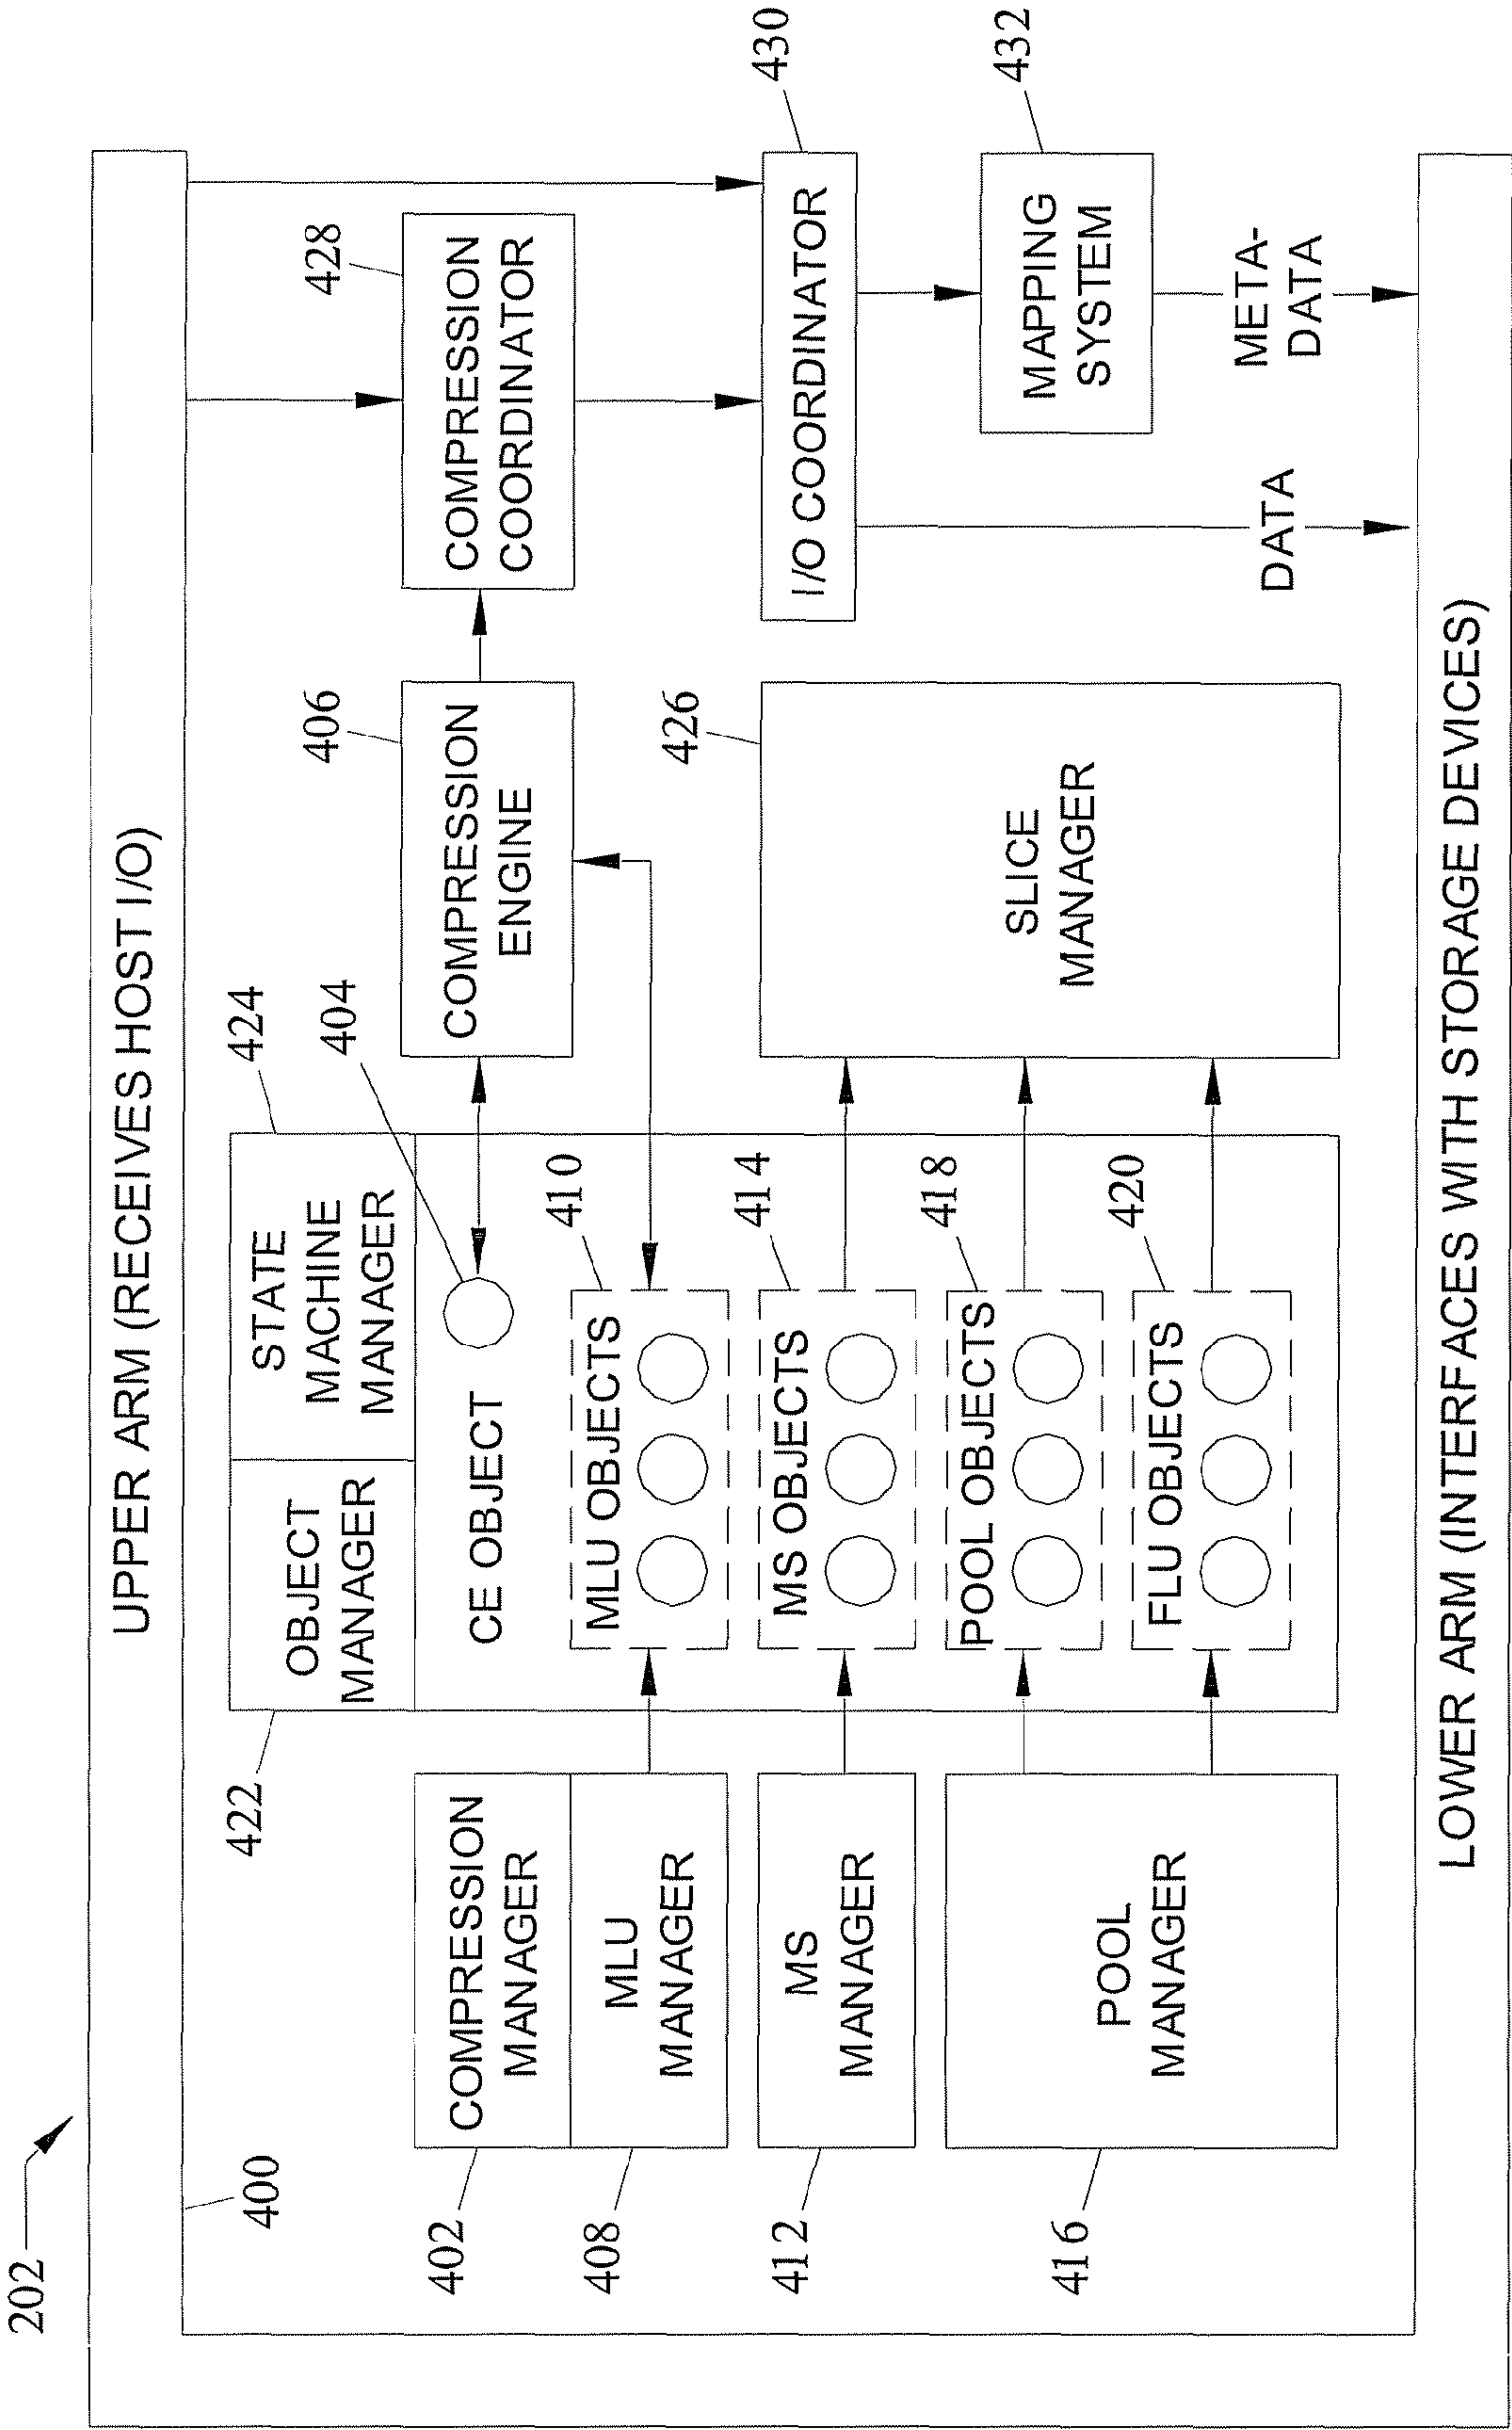 202
UPPER ARM (RECEIVES HOST I/O)
400
422
OBJECT
MANAGER
STATE
MACHINE
MANAGER
424
404
402
COMPRESSION
MANAGER
CE OBJECT
406
COMPRESSION
ENGINE
428
COMPRESSION
COORDINATOR
408
MLU
MANAGER
MLU OBJECTS
410
412
MS
MANAGER
MS OBJECTS
414
426
SLICE
MANAGER
I/O COORDINATOR
430
416
POOL
MANAGER
POOL OBJECTS
418
FLU OBJECTS
420
MAPPING
SYSTEM
432
DATA
META-
DATA
LOWER ARM (INTERFACES WITH STORAGE DEVICES)